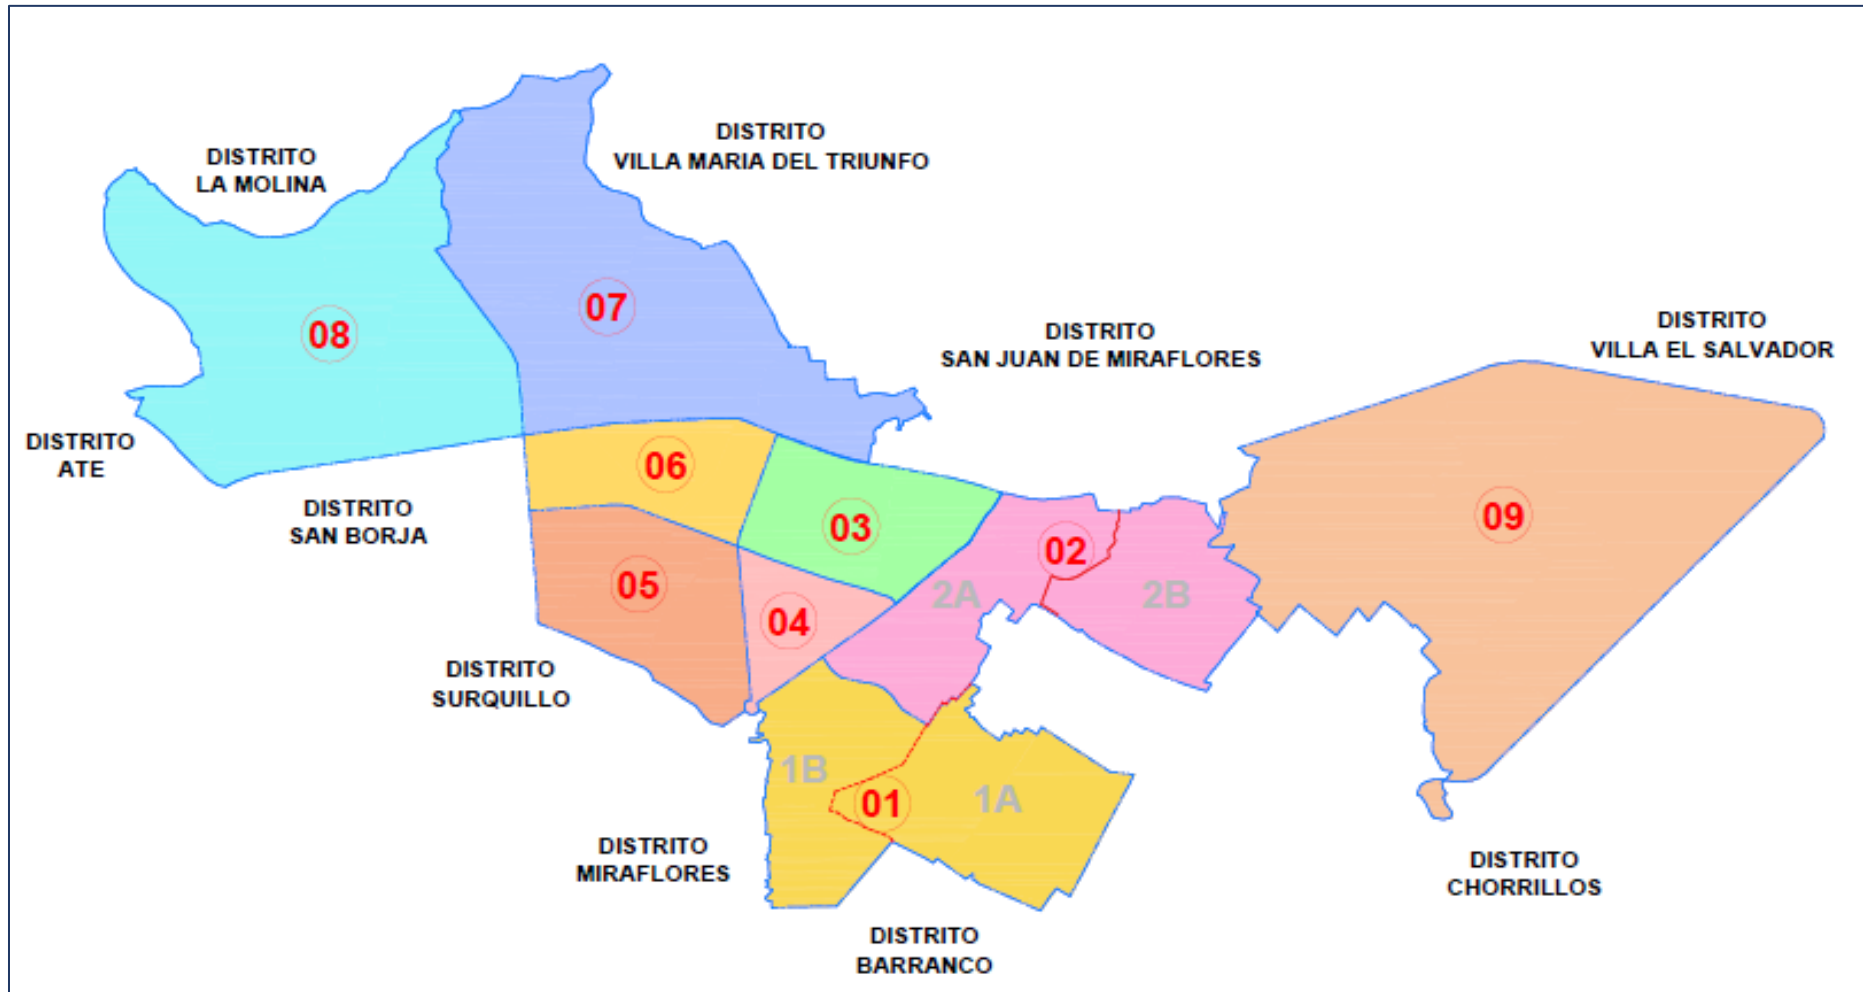 DISTRITO
VILLA MARIA DEL TRIUNFO
DISTRITO
LA MOLINA
07
08
DISTRITO
SAN JUAN DE MIRAFLORES
DISTRITO
VILLA EL SALVADOR
DISTRITO
ATE
06
DISTRITO
SAN BORJA
03
02
09
05
04
2A
2B
DISTRITO
SURQUILLO
1B
01
1A
DISTRITO
MIRAFLORES
DISTRITO
CHORRILLOS
DISTRITO
BARRANCO